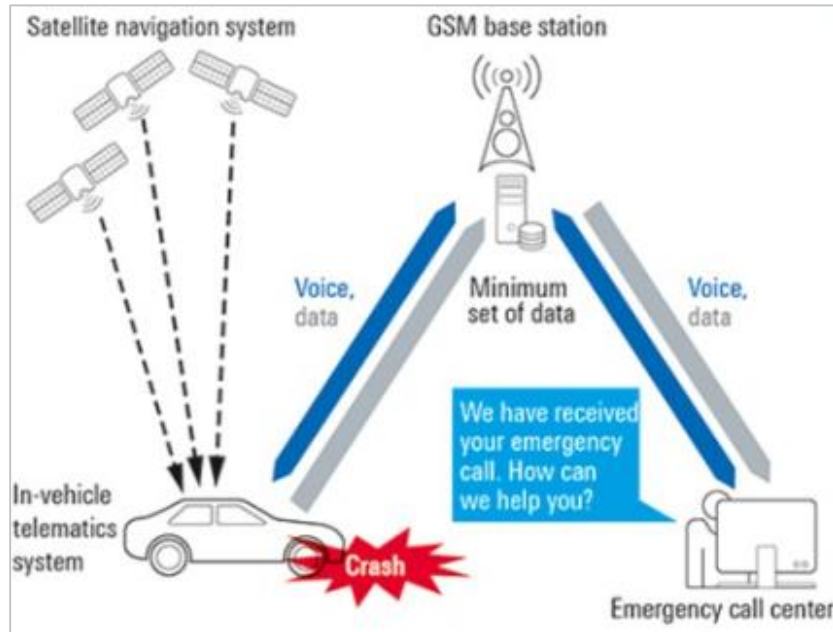 Satellite navigation system
GSM base station
Voice,
data
Minimum
set of data
Voice,
data
We have received
your emergency
call. How can
we help you?
In-vehicle
telematics
system
Crash
Emergency call center